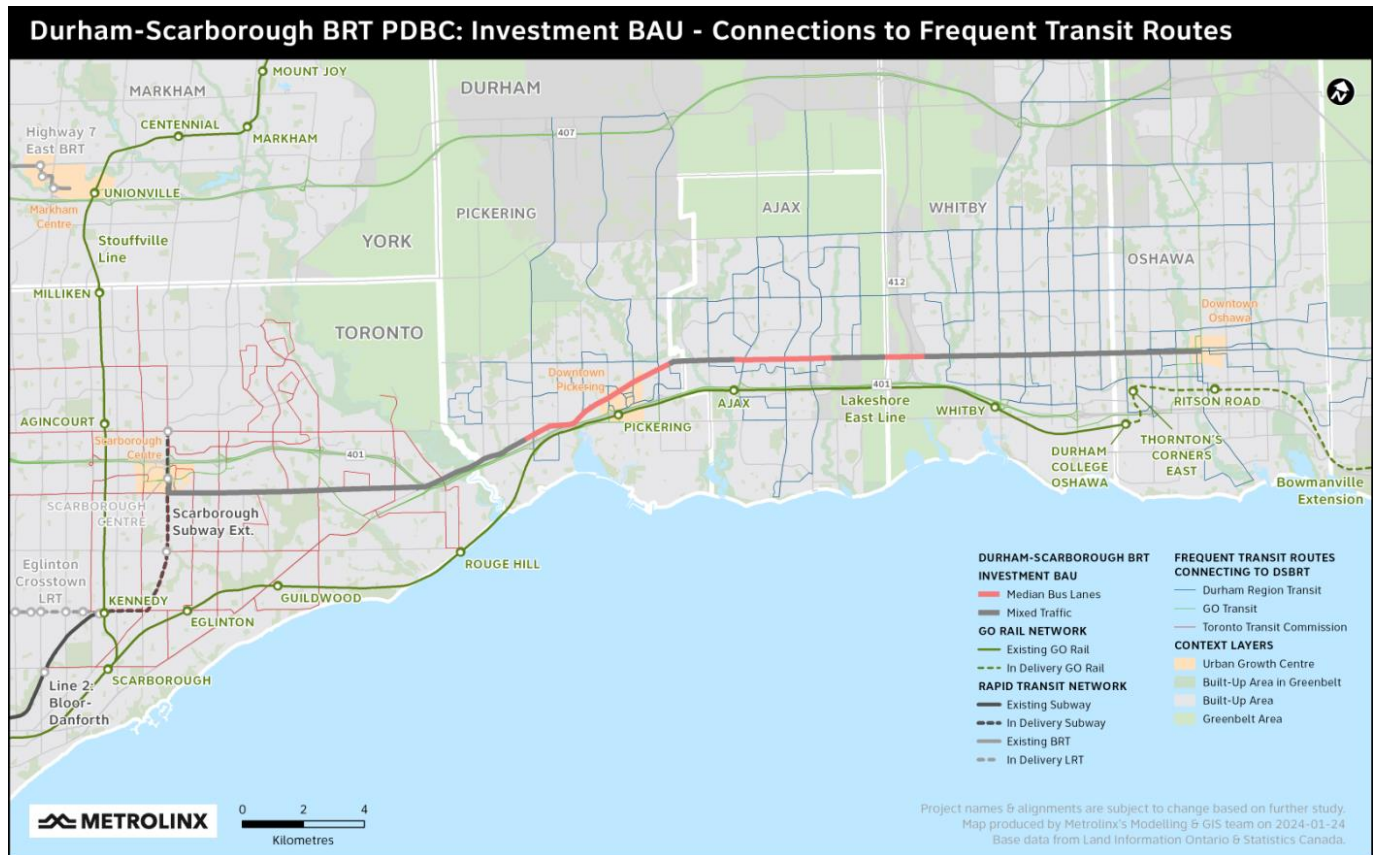 Durham-Scarborough BRT PDBC: Investment BAU - Connections to Frequent Transit Routes
MOUNT JOY
MARKHAM
DURHAM
CENTENNIAL
MARKHAM
Highway 7
East BRT
407
UNIONVILLE
Markham
Centre
PICKERING
AJAX
WHITBY
YORK
Stouffville
Line
OSHAWA
MILLIKEN
412
Downtown
Oshawa
TORONTO
Downtown
Pickering
401
AJAX
Lakeshore
East Line
WHITBY
RITSON ROAD
AGINCOURT
PICKERING
Scarborough
Centre
401
DURHAM
COLLEGE
OSHAWA
THORNTON'S
CORNERS
EAST
Bowmanville
Extension
SCARBOROUGH
CENTRE
Scarborough
Subway Ext.
Eglinton
Crosstown
LRT
ROUGE HILL
KENNEDY
GUILDWOOD
EGLINTON
SCARBOROUGH
Line 2:
Bloor-
Danforth
DURHAM-SCARBOROUGH BRT
INVESTMENT BAU
Median Bus Lanes
Mixed Traffic
GO RAIL NETWORK
Existing GO Rail
In Delivery GO Rail
RAPID TRANSIT NETWORK
Existing Subway
In Delivery Subway
Existing BRT
In Delivery LRT
FREQUENT TRANSIT ROUTES
CONNECTING TO DSBRT
Durham Region Transit
GO Transit
Toronto Transit Commission
CONTEXT LAYERS
Urban Growth Centre
Built-Up Area in Greenbelt
Built-Up Area
Greenbelt Area
METROLINX
0 2 4
Kilometres
Project names & alignments are subject to change based on further study.
Map produced by Metrolinx's Modelling & GIS team on 2024-01-24
Base data from Land Information Ontario & Statistics Canada.
N